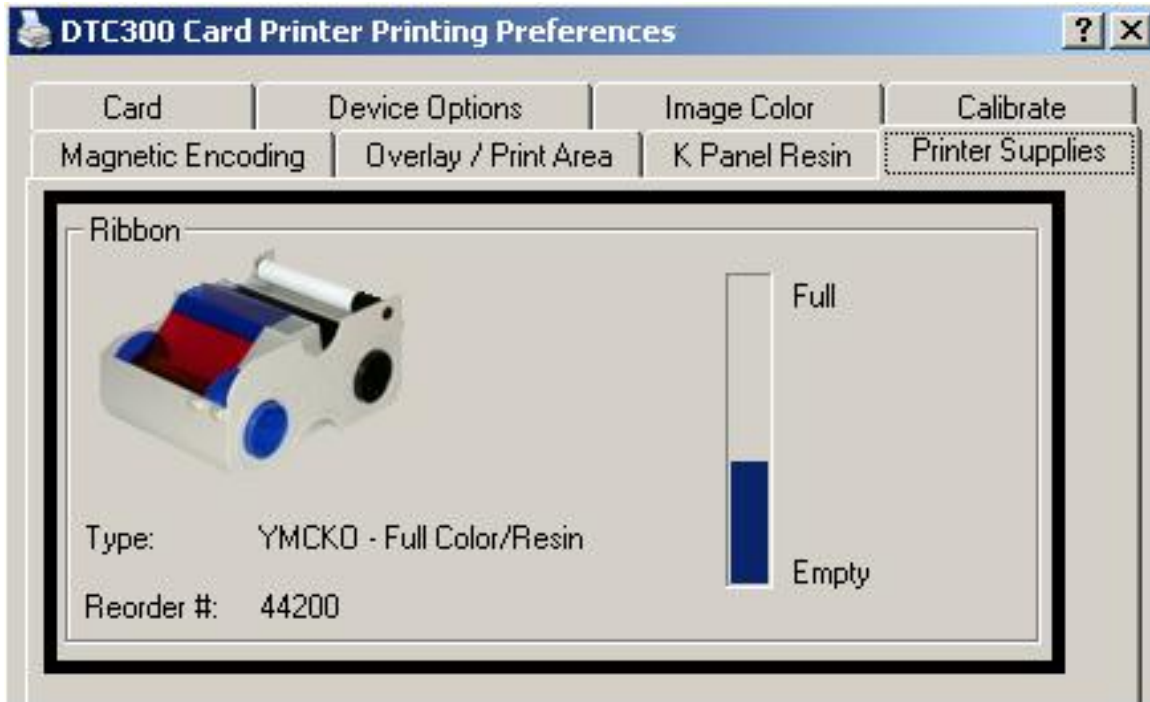 DTC300 Card Printer Printing Preferences
Card Device Options Image Color Calibrate
Magnetic Encoding Overlay / Print Area K Panel Resin Printer Supplies
Ribbon
Full
Type: YMCKO - Full Color/Resin
Empty
Reorder #: 44200